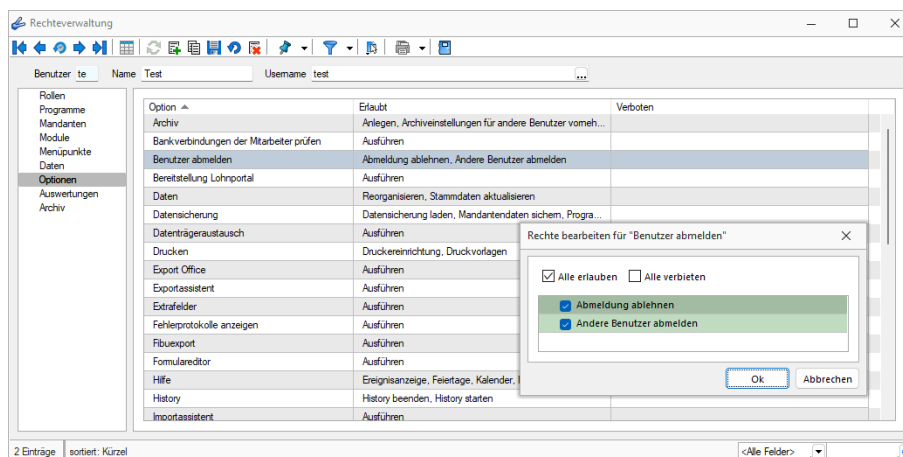 Rechteverwaltung
Benutzer te Name Test Username test ...
Rollen
Programme
Mandanten
Module
Menüpunkte
Daten
Optionen
Auswertungen
Archiv
Option Erlaubt Verboten
Archiv Anlegen, Archiveinstellungen für andere Benutzer vorneh...
Bankverbindungen der Mitarbeiter prüfen Ausführen
Benutzer abmelden Abmeldung ablehnen, Andere Benutzer abmelden
Bereitstellung Lohnportal Ausführen
Daten Reorganisieren, Stammdaten aktualisieren
Datensicherung Datensicherung laden, Mandantendaten sichern, Progra...
Datenträgeraustausch Ausführen
Drucken Druckereinrichtung, Druckvorlagen
Export Office Ausführen
Exportassistent Ausführen
Extrafelder Ausführen
Fehlerprotokolle anzeigen Ausführen
Fibuexport Ausführen
Formulareditor Ausführen
Hilfe Ereignisanzeige, Feiertage, Kalender,
History History beenden, History starten
Importassistent Ausführen
Rechte bearbeiten für "Benutzer abmelden"
Alle erlauben Alle verbieten
Abmeldung ablehnen
Andere Benutzer abmelden
Ok Abbrechen
2 Einträge sortiert: Kürzel <Alle Felder>